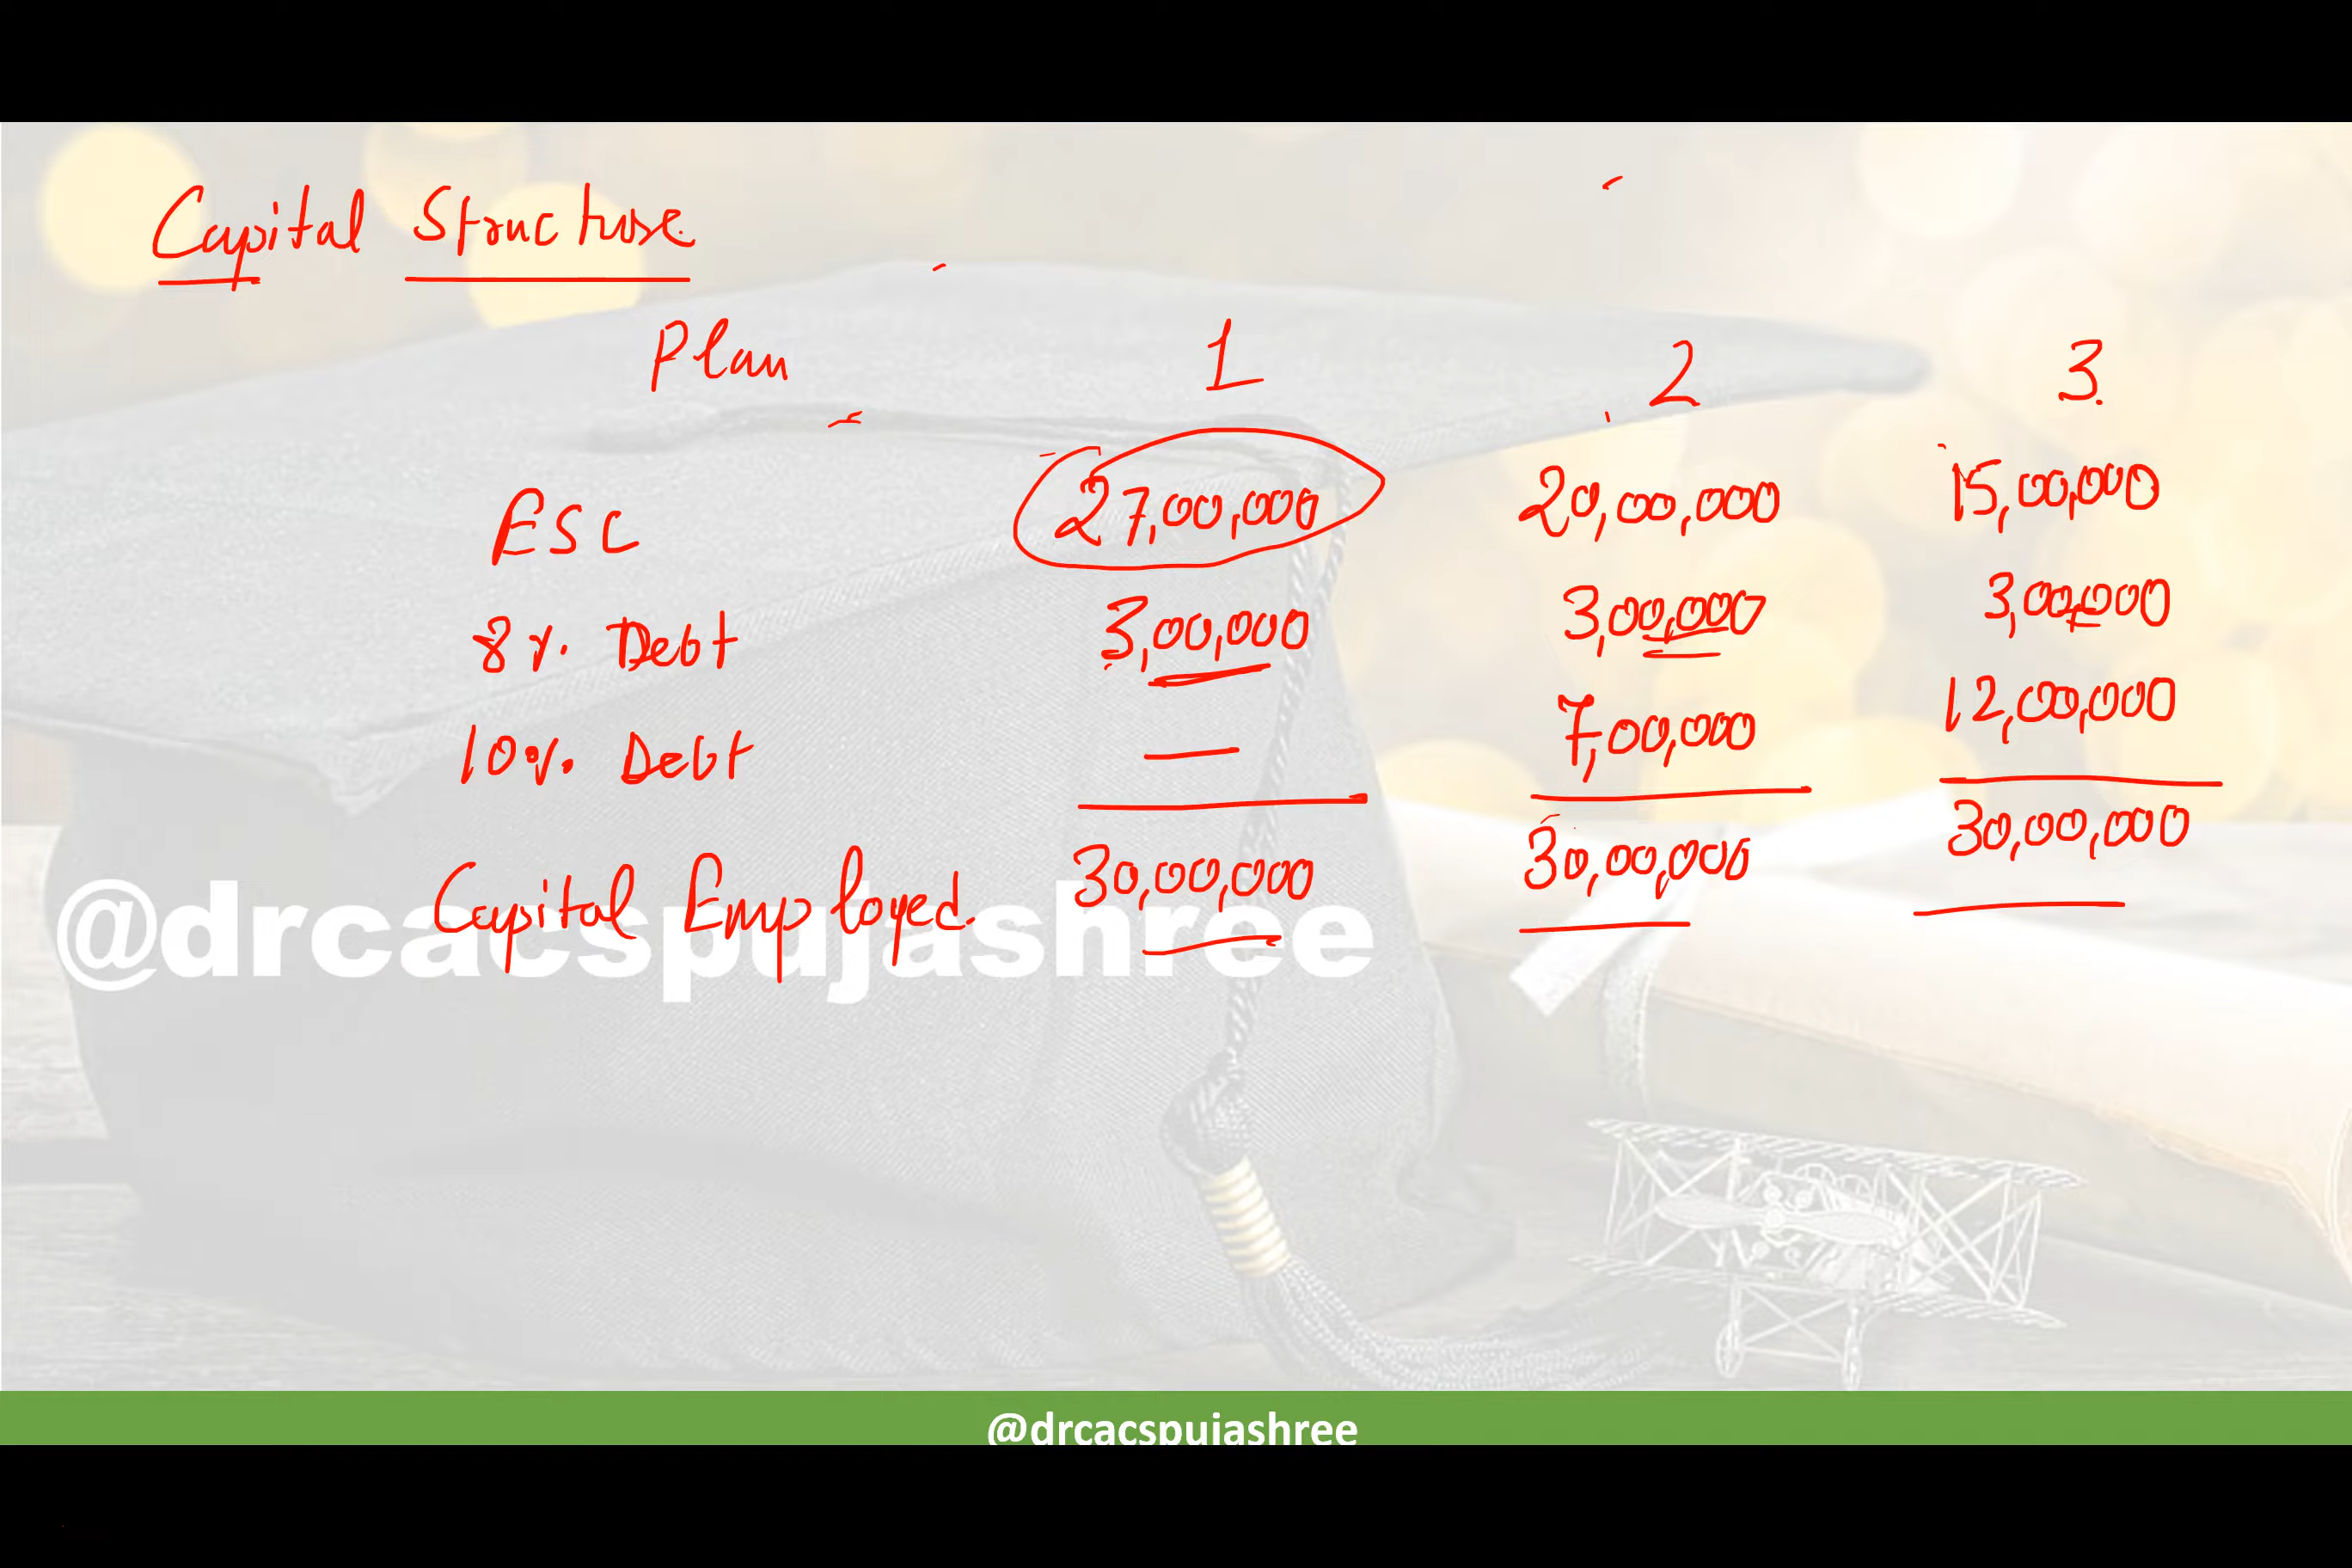 Capital Structure
Plan 1 2 3
ESC 27,00,000 20,00,000 15,00,000
8% Debt 3,00,000 3,00,000 3,00,000
10% Debt — 7,00,000 12,00,000
Capital Employed. 30,00,000 30,00,000 30,00,000
@drcacspujashree
@drcacspujashree